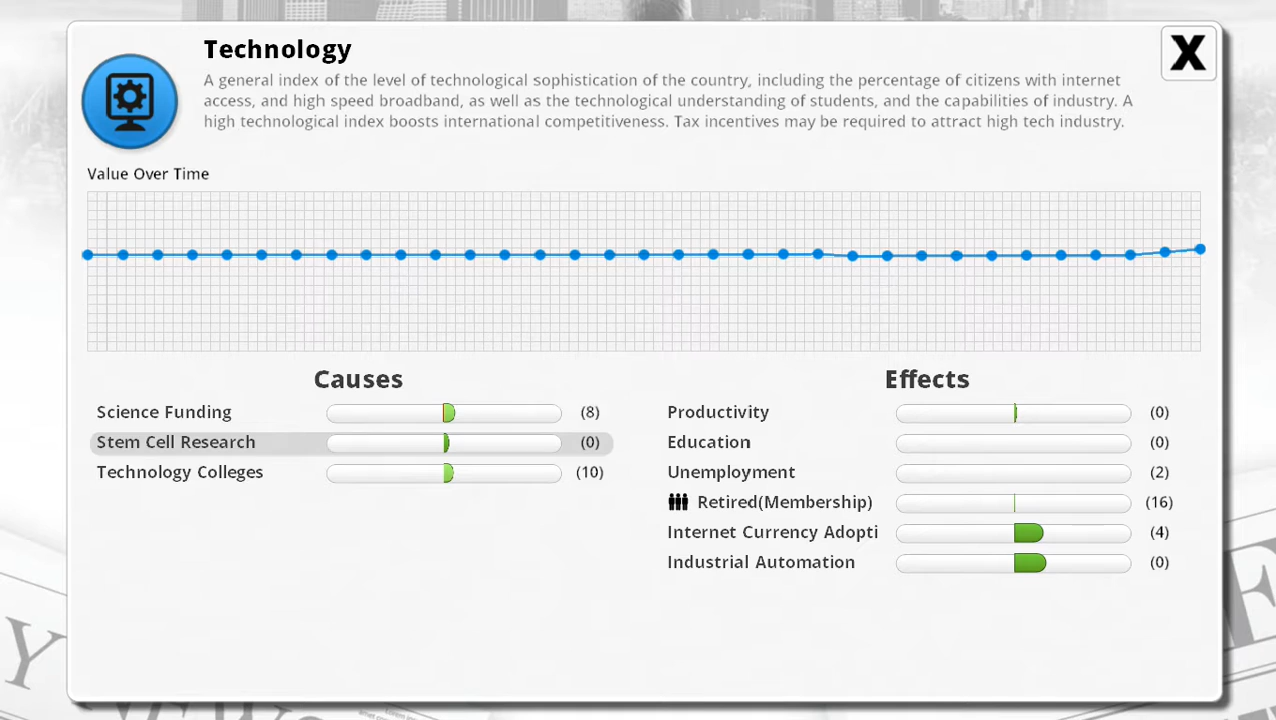 Technology
A general index of the level of technological sophistication of the country, including the percentage of citizens with internet
access, and high speed broadband, as well as the technological understanding of students, and the capabilities of industry. A
high technological index boosts international competitiveness. Tax incentives may be required to attract high tech industry.
X
Value Over Time
Causes
Science Funding (8)
Stem Cell Research (0)
Technology Colleges (10)
Effects
Productivity (0)
Education (0)
Unemployment (2)
Retired(Membership) (16)
Internet Currency Adopti (4)
Industrial Automation (0)
NEWS